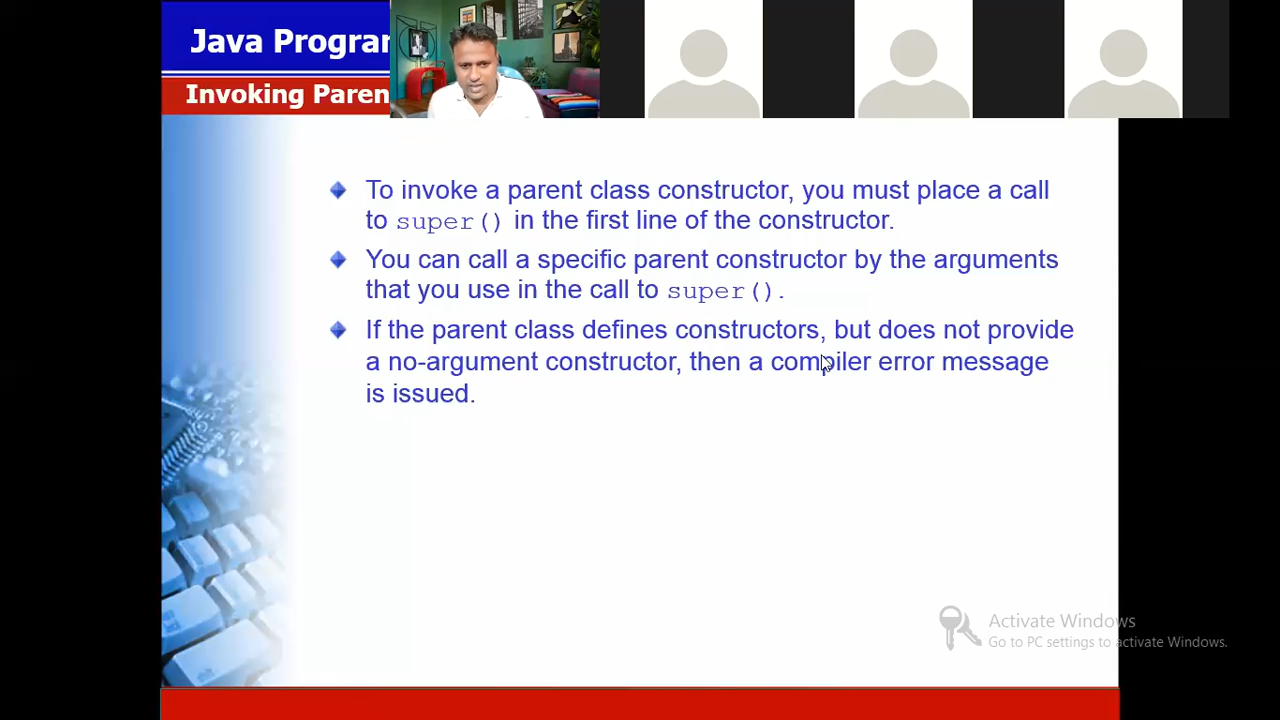 Java Progra
Invoking Paren
To invoke a parent class constructor, you must place a call
to super() in the first line of the constructor.
You can call a specific parent constructor by the arguments
that you use in the call to super().
If the parent class defines constructors, but does not provide
a no-argument constructor, then a compiler error message
is issued.
Activate Windows
Go to PC settings to activate Windows.